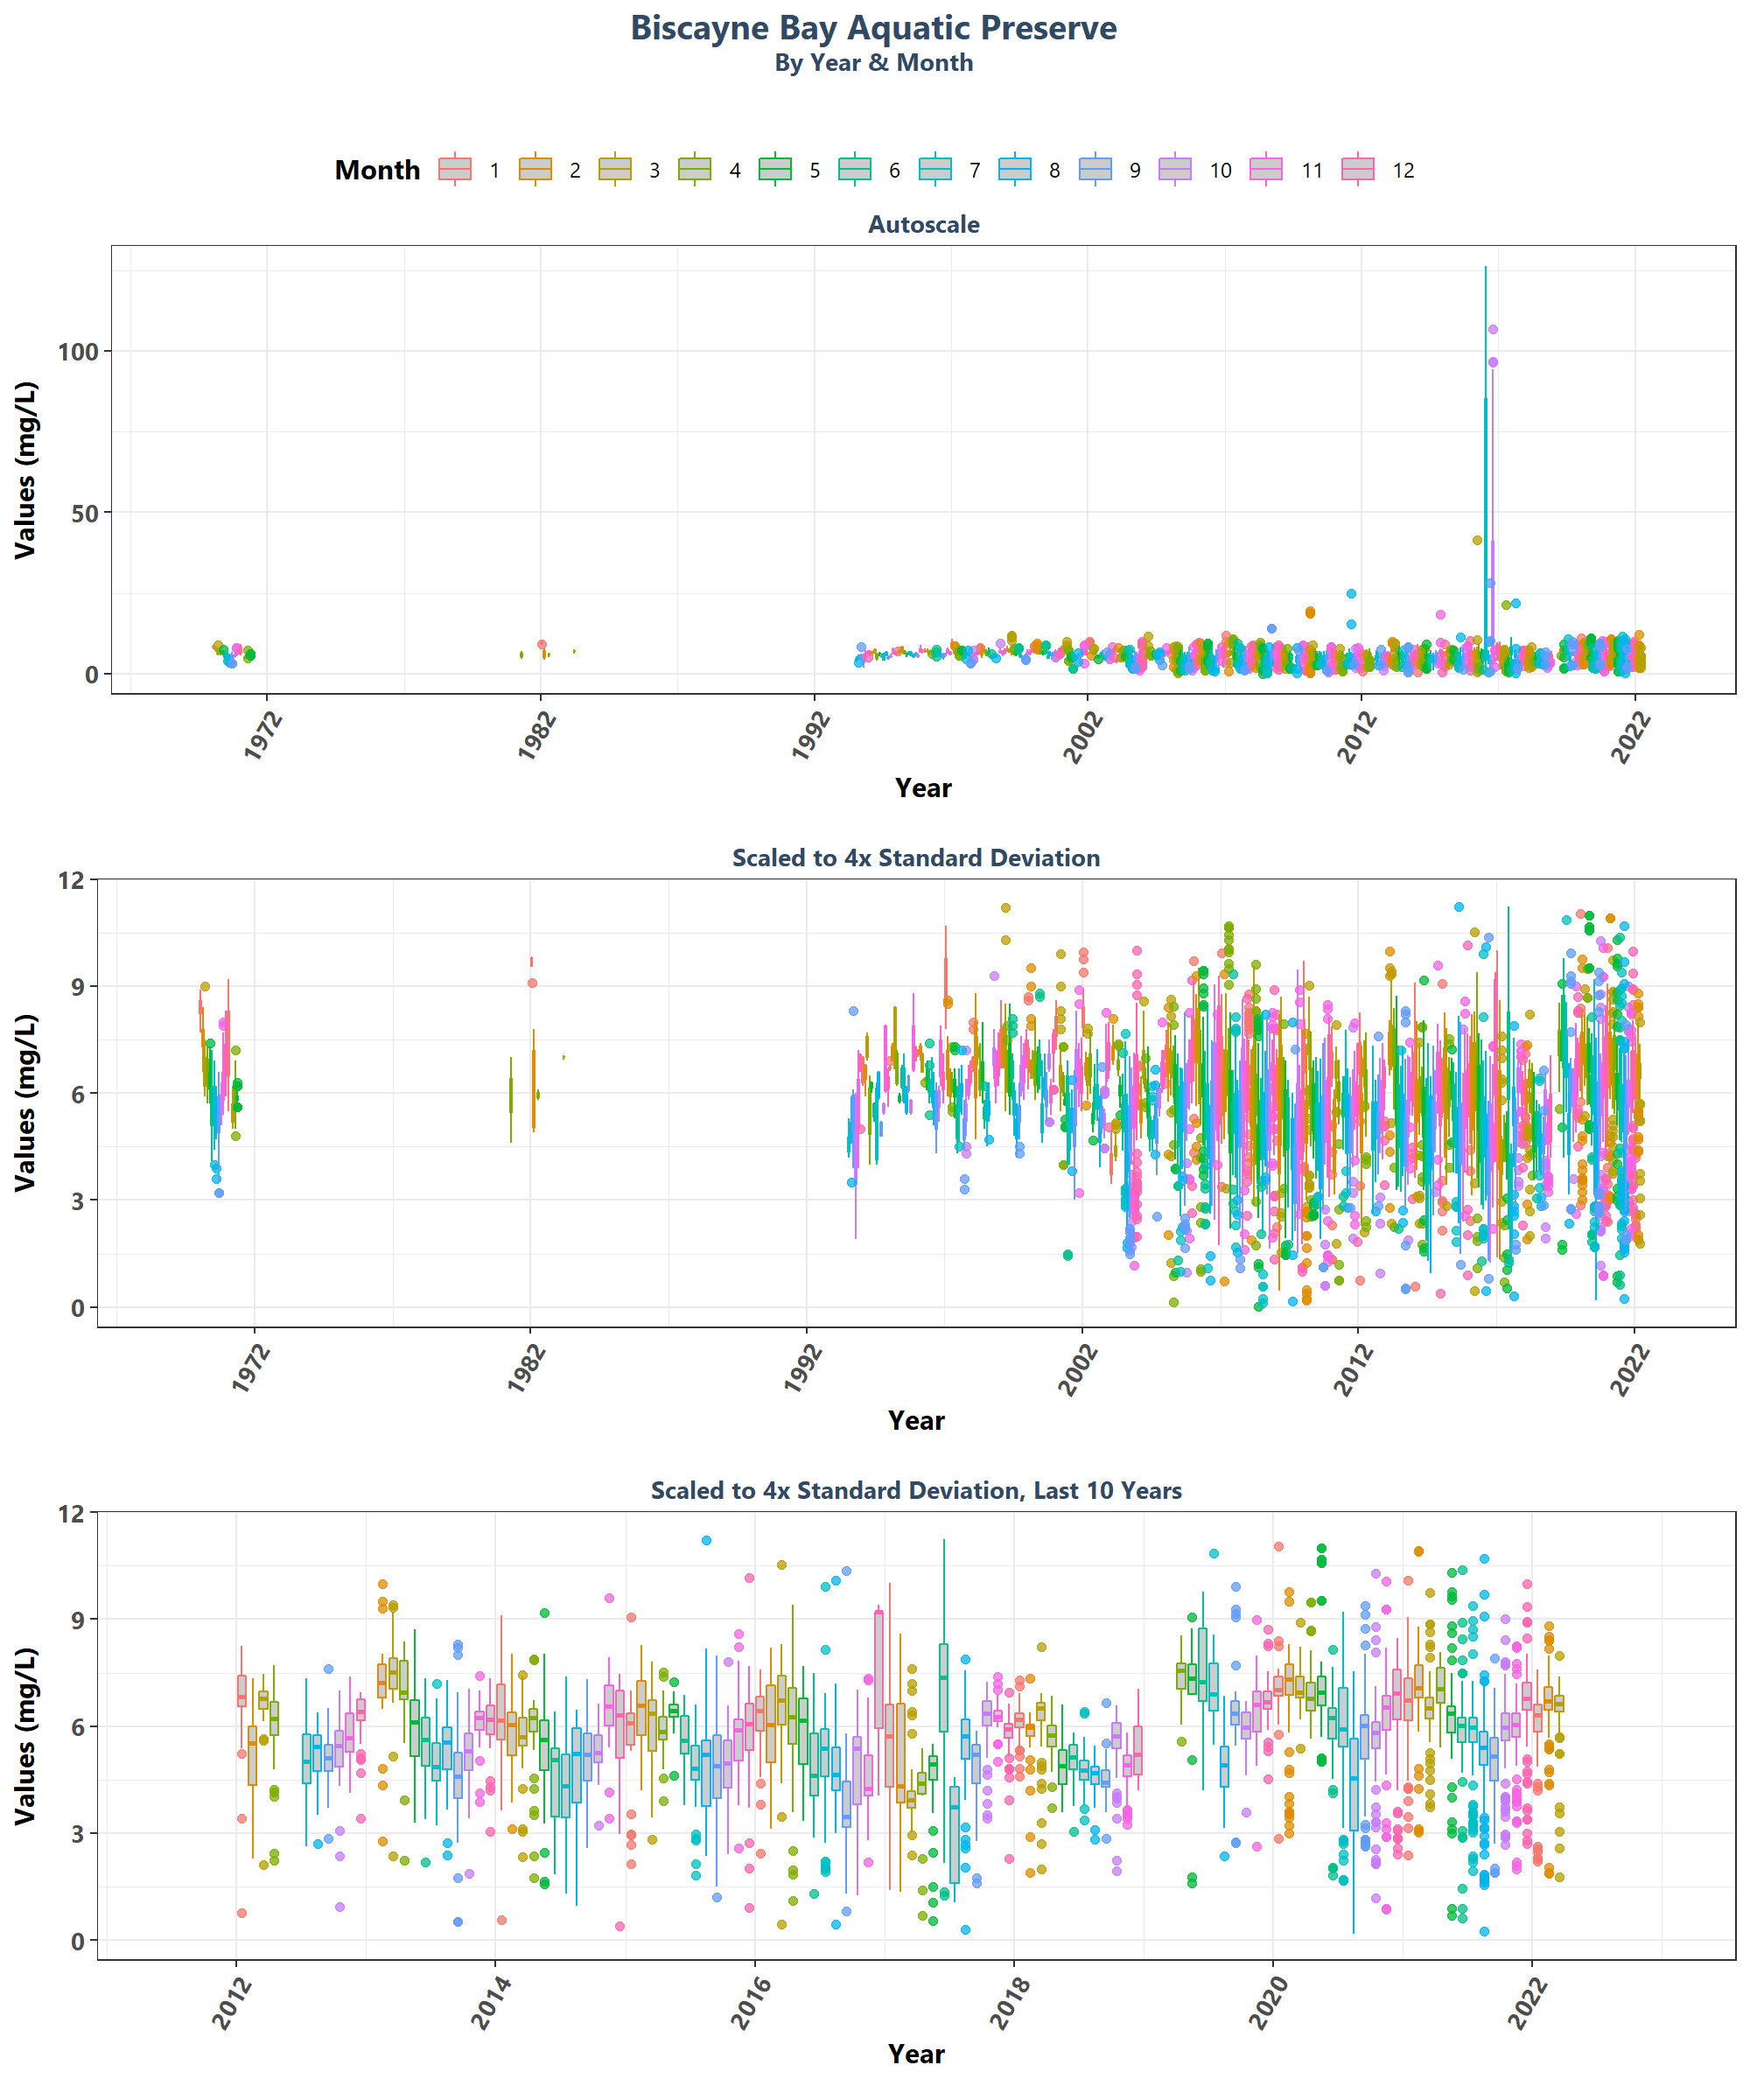 Biscayne Bay Aquatic Preserve
By Year & Month
Month 1 2 3 4 5 6 7 8 9 10 11 12
Autoscale
Values (mg/L)
100
50
0
1972 1982 1992 2002 2012 2022
Year
Scaled to 4x Standard Deviation
Values (mg/L)
12
9
6
3
0
1972 1982 1992 2002 2012 2022
Year
Scaled to 4x Standard Deviation, Last 10 Years
Values (mg/L)
12
9
6
3
0
2012 2014 2016 2018 2020 2022
Year